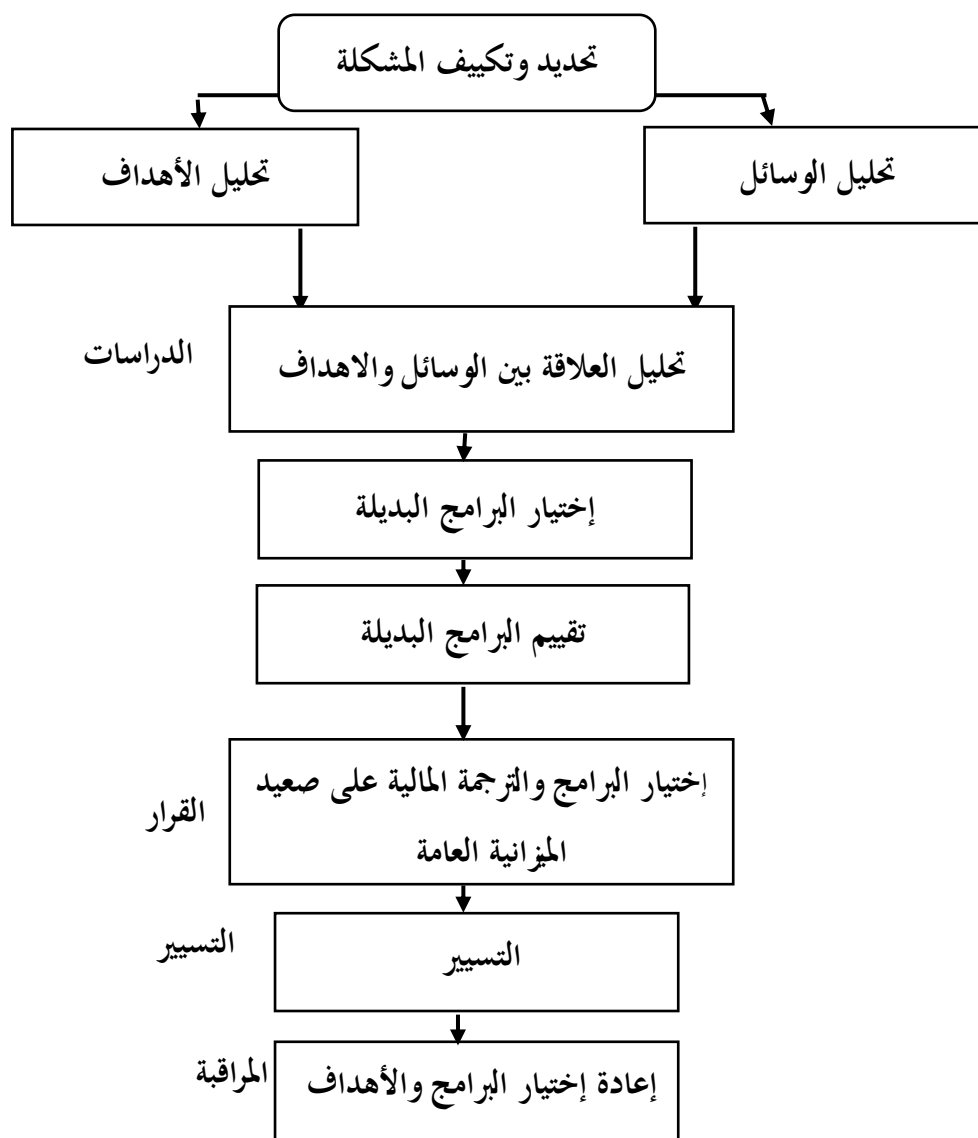 تحديد وتكييف المشكلة
تحليل الوسائل
تحليل الأهداف
تحليل العلاقة بين الوسائل والاهداف
الدراسات
إختيار البرامج البديلة
تقييم البرامج البديلة
إختيار البرامج والترجمة المالية على صعيد
الميزانية العامة
القرار
التسيير
التسيير
إعادة إختيار البرامج والأهداف
المراقبة